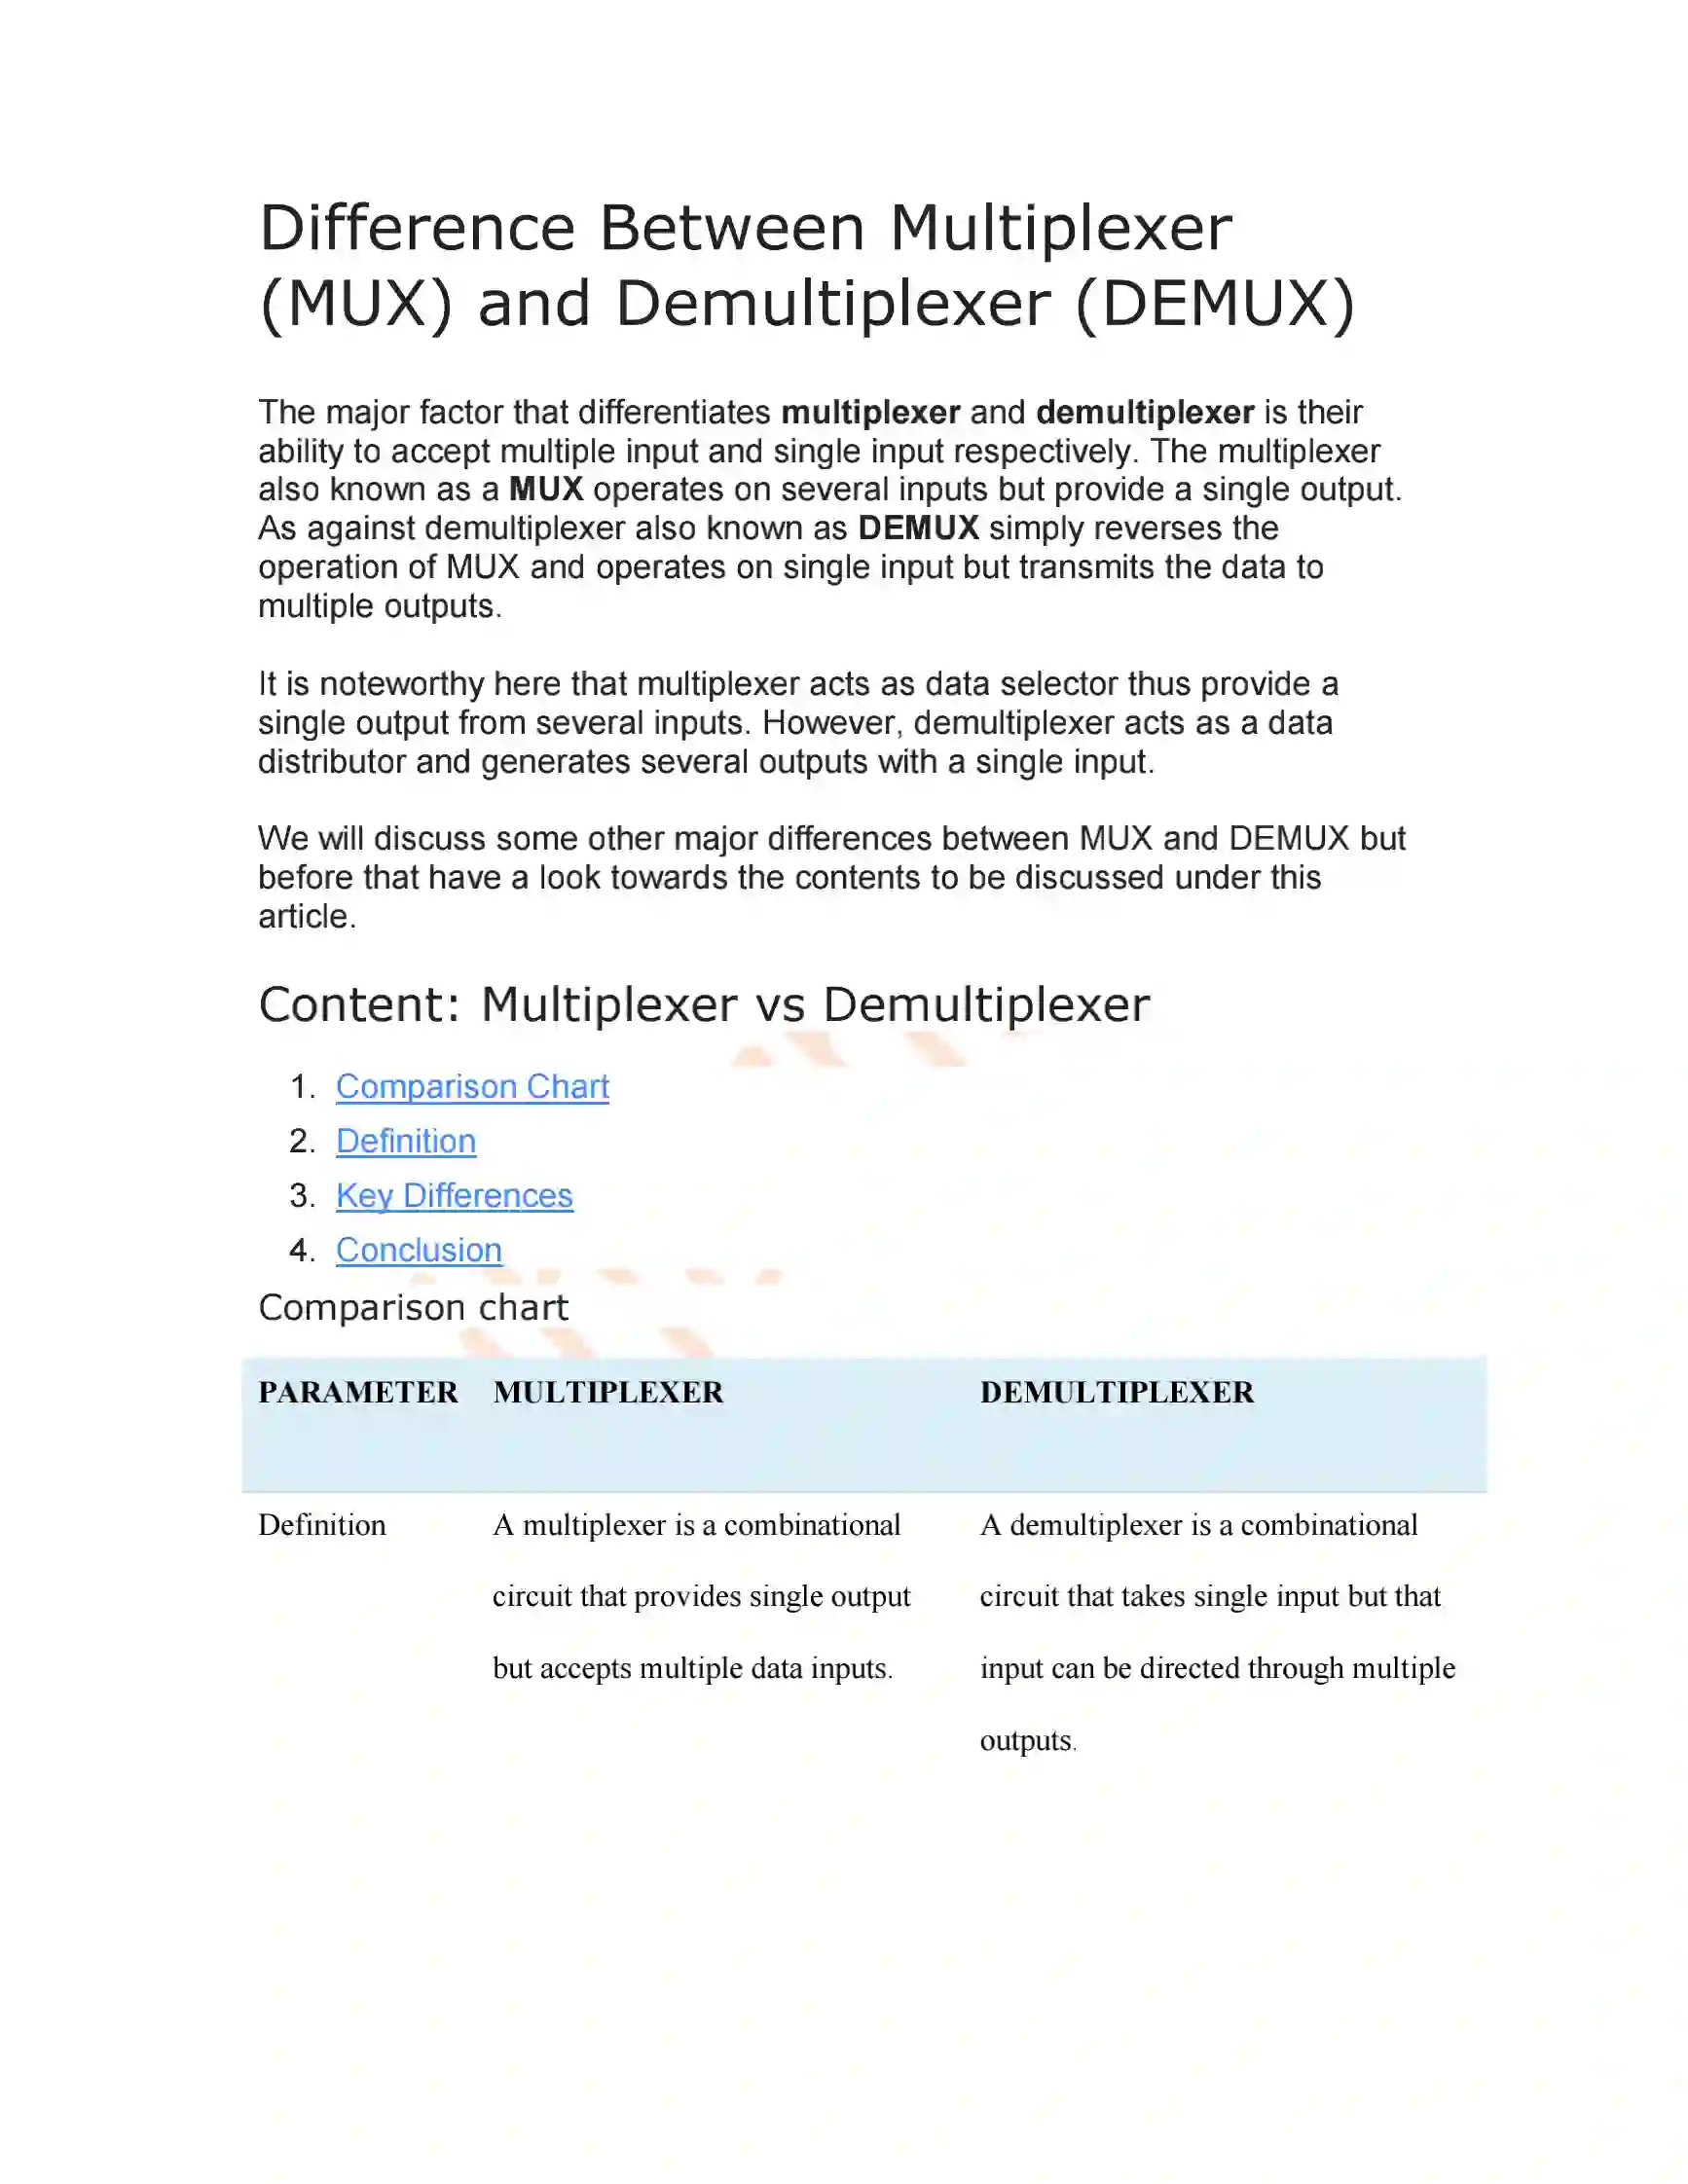 Difference Between Multiplexer
(MUX) and Demultiplexer (DEMUX)
The major factor that differentiates multiplexer and demultiplexer is their
ability to accept multiple input and single input respectively. The multiplexer
also known as a MUX operates on several inputs but provide a single output.
As against demultiplexer also known as DEMUX simply reverses the
operation of MUX and operates on single input but transmits the data to
multiple outputs.
It is noteworthy here that multiplexer acts as data selector thus provide a
single output from several inputs. However, demultiplexer acts as a data
distributor and generates several outputs with a single input.
We will discuss some other major differences between MUX and DEMUX but
before that have a look towards the contents to be discussed under this
article.
Content: Multiplexer vs Demultiplexer
1. Comparison Chart
2. Definition
3. Key Differences
4. Conclusion
Comparison chart
PARAMETER MULTIPLEXER DEMULTIPLEXER
Definition A multiplexer is a combinational A demultiplexer is a combinational
circuit that provides single output circuit that takes single input but that
but accepts multiple data inputs. input can be directed through multiple
outputs.